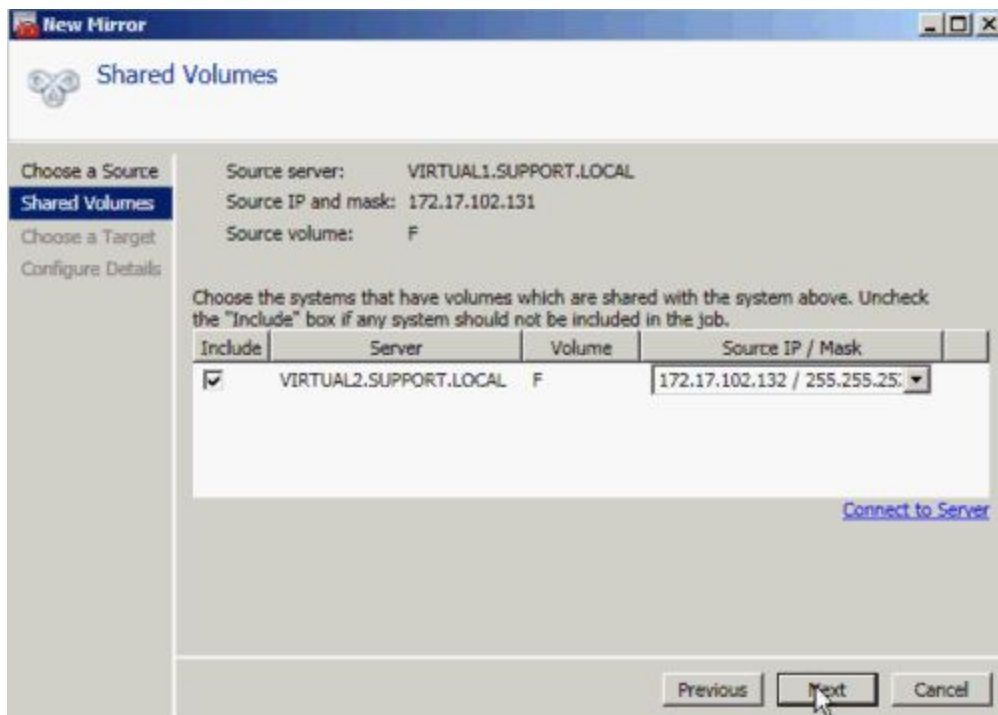 New Mirror
Shared Volumes
Choose a Source
Shared Volumes
Choose a Target
Configure Details
Source server: VIRTUAL1.SUPPORT.LOCAL
Source IP and mask: 172.17.102.131
Source volume: F
Choose the systems that have volumes which are shared with the system above. Uncheck
the "Include" box if any system should not be included in the job.
Include Server Volume Source IP / Mask
VIRTUAL2.SUPPORT.LOCAL F 172.17.102.132 / 255.255.25
Connect to Server
Previous Next Cancel